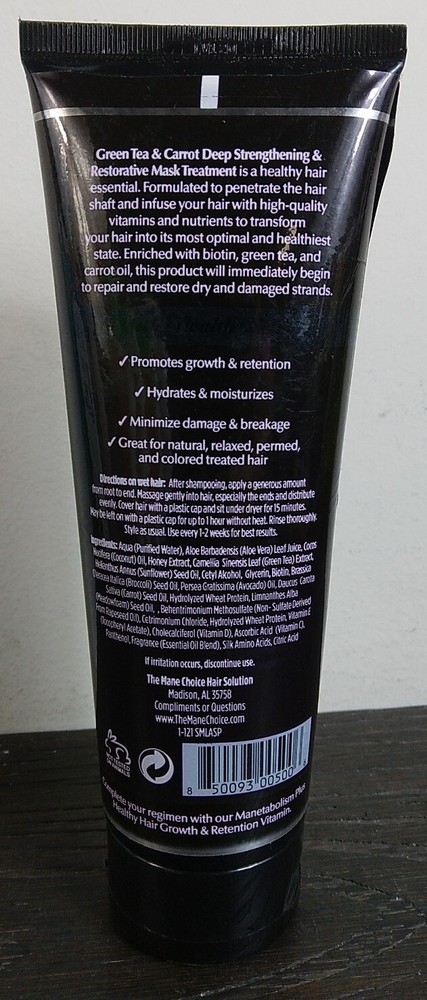 Green Tea & Carrot Deep Strengthening &
Restorative Mask Treatment is a healthy hair
essential. Formulated to penetrate the hair
shaft and infuse your hair with high-quality
vitamins and nutrients to transform
your hair into its most optimal and healthiest
state. Enriched with biotin, green tea, and
carrot oil, this product will immediately begin
to repair and restore dry and damaged strands.
✓ Promotes growth & retention
✓ Hydrates & moisturizes
✓ Minimize damage & breakage
✓ Great for natural, relaxed, permed,
and colored treated hair
Directions on wet hair: After shampooing, apply a generous amount
from root to end. Massage gently into hair, especially the ends and distribute
evenly. Cover hair with a plastic cap and sit under dryer for 15 minutes.
May be left on with a plastic cap for up to 1 hour without heat. Rinse thoroughly.
Style as usual. Use every 1-2 weeks for best results.
Ingredients: Aqua (Purified Water), Aloe Barbadensis (Aloe Vera) Leaf Juice, Cocos
Nucifera (Coconut) Oil, Honey Extract, Camellia Sinensis Leaf (Green Tea) Extract,
Helianthus Annus (Sunflower) Seed Oil, Cetyl Alcohol, Glycerin, Biotin, Brassica
Oleracea Italica (Broccoli) Seed Oil, Persea Gratissima (Avocado) Oil, Daucus Carota
Sativa (Carrot) Seed Oil, Hydrolyzed Wheat Protein, Limnanthes Alba
(Meadowfoam) Seed Oil, , Behentrimonium Methosulfate (Non- Sulfate Derived
From Rapeseed Oil), Cetrimonium Chloride, Hydrolyzed Wheat Protein, Vitamin E
(Tocopheryl Acetate), Cholecalciferol (Vitamin D), Ascorbic Acid (Vitamin C),
Panthenol, Fragrance (Essential Oil Blend), Silk Amino Acids, Citric Acid
If irritation occurs, discontinue use.
The Mane Choice Hair Solution
Madison, AL 35758
Compliments or Questions
www.TheManeChoice.com
1-121 SMLASP
NOT TESTED
ON ANIMALS
8 50093 00500
Complete your regimen with our Manetabolism Plus
Healthy Hair Growth & Retention Vitamin.